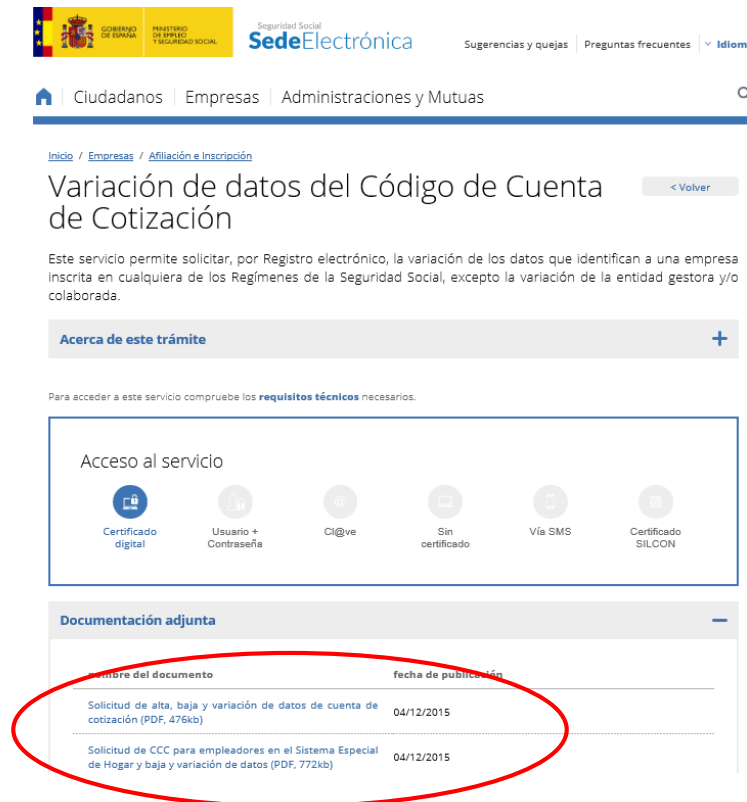 GOBIERNO
DE ESPAÑA
MINISTERIO
DE EMPLEO
Y SEGURIDAD SOCIAL
Seguridad Social
SedeElectrónica
Sugerencias y quejas
Preguntas frecuentes
Idiom
Ciudadanos
Empresas
Administraciones y Mutuas
Inicio / Empresas / Afiliación e Inscripción
Variación de datos del Código de Cuenta
de Cotización
< Volver
Este servicio permite solicitar, por Registro electrónico, la variación de los datos que identifican a una empresa
inscrita en cualquiera de los Regímenes de la Seguridad Social, excepto la variación de la entidad gestora y/o
colaborada.
Acerca de este trámite
Para acceder a este servicio compruebe los requisitos técnicos necesarios.
Acceso al servicio
Certificado
digital
Usuario +
Contraseña
Cl@ve
Sin
certificado
Vía SMS
Certificado
SILCON
Documentación adjunta
nombre del documento
fecha de publicación
Solicitud de alta, baja y variación de datos de cuenta de
cotización (PDF, 476kb)
04/12/2015
Solicitud de CCC para empleadores en el Sistema Especial
de Hogar y baja y variación de datos (PDF, 772kb)
04/12/2015